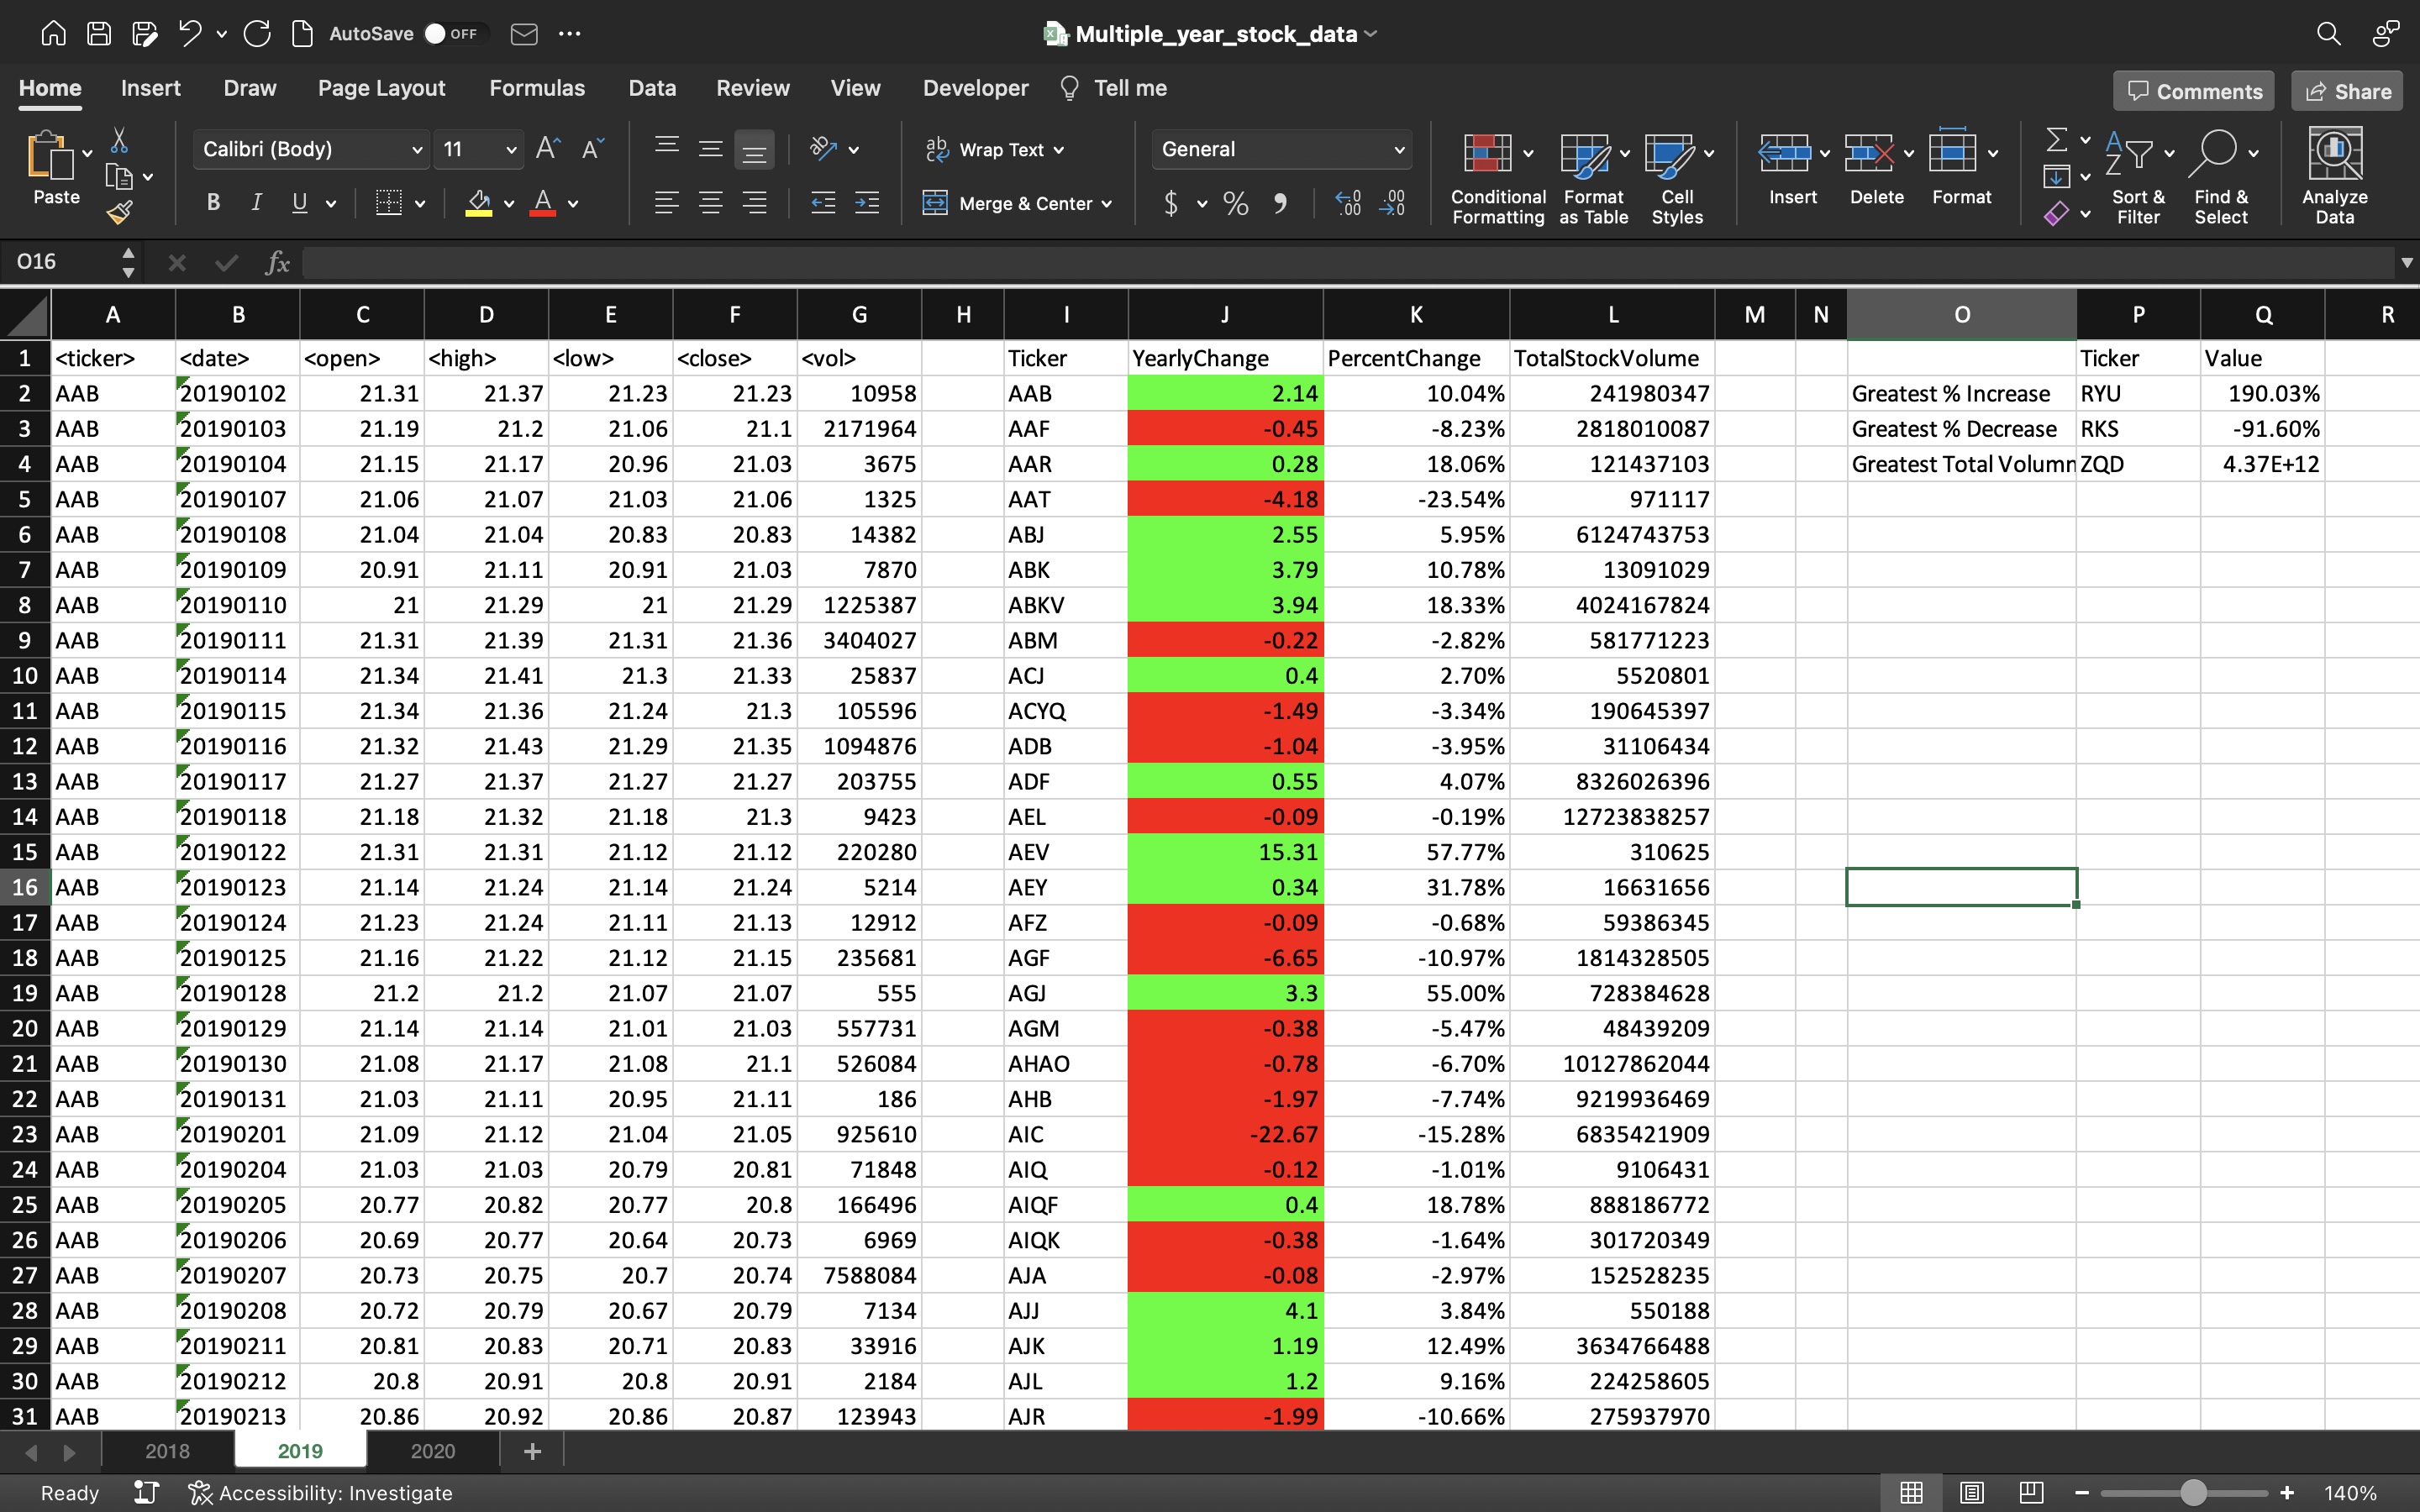 AutoSave OFF Multiple_year_stock_data
Home Insert Draw Page Layout Formulas Data Review View Developer Tell me Comments Share
Paste Calibri (Body) 11 A A Wrap Text General Conditional Formatting Format as Table Cell Styles Insert Delete Format Sort & Filter Find & Select Analyze Data
B I U A Merge & Center $ % 9
O16 fx
A B C D E F G H I J K L M N O P Q R
1 <ticker> <date> <open> <high> <low> <close> <vol> Ticker YearlyChange PercentChange TotalStockVolume Ticker Value
2 AAB 20190102 21.31 21.37 21.23 21.23 10958 AAB 2.14 10.04% 241980347 Greatest % Increase RYU 190.03%
3 AAB 20190103 21.19 21.2 21.06 21.1 2171964 AAF -0.45 -8.23% 2818010087 Greatest % Decrease RKS -91.60%
4 AAB 20190104 21.15 21.17 20.96 21.03 3675 AAR 0.28 18.06% 121437103 Greatest Total Volumn ZQD 4.37E+12
5 AAB 20190107 21.06 21.07 21.03 21.06 1325 AAT -4.18 -23.54% 971117
6 AAB 20190108 21.04 21.04 20.83 20.83 14382 ABJ 2.55 5.95% 6124743753
7 AAB 20190109 20.91 21.11 20.91 21.03 7870 ABK 3.79 10.78% 13091029
8 AAB 20190110 21 21.29 21 21.29 1225387 ABKV 3.94 18.33% 4024167824
9 AAB 20190111 21.31 21.39 21.31 21.36 3404027 ABM -0.22 -2.82% 581771223
10 AAB 20190114 21.34 21.41 21.3 21.33 25837 ACJ 0.4 2.70% 5520801
11 AAB 20190115 21.34 21.36 21.24 21.3 105596 ACYQ -1.49 -3.34% 190645397
12 AAB 20190116 21.32 21.43 21.29 21.35 1094876 ADB -1.04 -3.95% 31106434
13 AAB 20190117 21.27 21.37 21.27 21.27 203755 ADF 0.55 4.07% 8326026396
14 AAB 20190118 21.18 21.32 21.18 21.3 9423 AEL -0.09 -0.19% 12723838257
15 AAB 20190122 21.31 21.31 21.12 21.12 220280 AEV 15.31 57.77% 310625
16 AAB 20190123 21.14 21.24 21.14 21.24 5214 AEY 0.34 31.78% 16631656
17 AAB 20190124 21.23 21.24 21.11 21.13 12912 AFZ -0.09 -0.68% 59386345
18 AAB 20190125 21.16 21.22 21.12 21.15 235681 AGF -6.65 -10.97% 1814328505
19 AAB 20190128 21.2 21.2 21.07 21.07 555 AGJ 3.3 55.00% 728384628
20 AAB 20190129 21.14 21.14 21.01 21.03 557731 AGM -0.38 -5.47% 48439209
21 AAB 20190130 21.08 21.17 21.08 21.1 526084 AHAO -0.78 -6.70% 10127862044
22 AAB 20190131 21.03 21.11 20.95 21.11 186 AHB -1.97 -7.74% 9219936469
23 AAB 20190201 21.09 21.12 21.04 21.05 925610 AIC -22.67 -15.28% 6835421909
24 AAB 20190204 21.03 21.03 20.79 20.81 71848 AIQ -0.12 -1.01% 9106431
25 AAB 20190205 20.77 20.82 20.77 20.8 166496 AIQF 0.4 18.78% 888186772
26 AAB 20190206 20.69 20.77 20.64 20.73 6969 AIQK -0.38 -1.64% 301720349
27 AAB 20190207 20.73 20.75 20.7 20.74 7588084 AJA -0.08 -2.97% 152528235
28 AAB 20190208 20.72 20.79 20.67 20.79 7134 AJJ 4.1 3.84% 550188
29 AAB 20190211 20.81 20.83 20.71 20.83 33916 AJK 1.19 12.49% 3634766488
30 AAB 20190212 20.8 20.91 20.8 20.91 2184 AJL 1.2 9.16% 224258605
31 AAB 20190213 20.86 20.92 20.86 20.87 123943 AJR -1.99 -10.66% 275937970
2018 2019 2020 +
Ready Accessibility: Investigate 140%